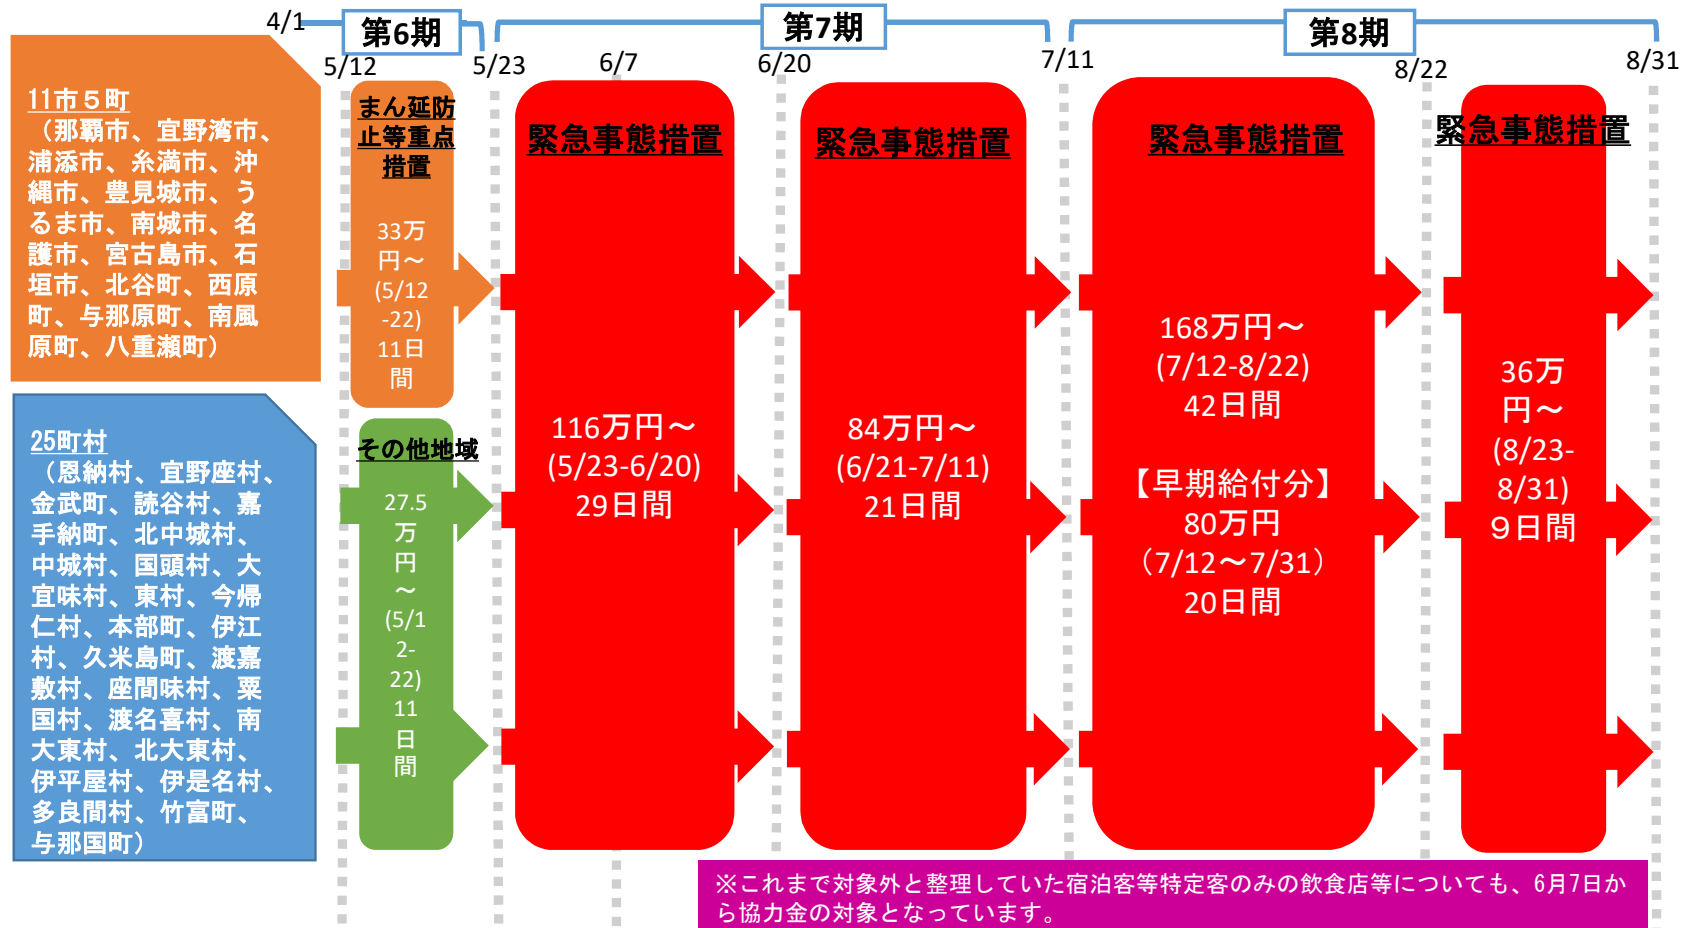 4/1
第6期
第7期
第8期
5/12
5/23
6/7
6/20
7/11
8/22
8/31
11市５町
（那覇市、宜野湾市、
浦添市、糸満市、沖
縄市、豊見城市、う
るま市、南城市、名
護市、宮古島市、石
垣市、北谷町、西原
町、与那原町、南風
原町、八重瀬町）
25町村
（恩納村、宜野座村、
金武町、読谷村、嘉
手納町、北中城村、
中城村、国頭村、大
宜味村、東村、今帰
仁村、本部町、伊江
村、久米島町、渡嘉
敷村、座間味村、粟
国村、渡名喜村、南
大東村、北大東村、
伊平屋村、伊是名村、
多良間村、竹富町、
与那国町）
まん延防
止等重点
措置
33万
円～
(5/12
-22)
11日
間
その他地域
27.5
万
円
～
(5/1
2-
22)
11
日
間
緊急事態措置
116万円～
(5/23-6/20)
29日間
緊急事態措置
84万円～
(6/21-7/11)
21日間
緊急事態措置
168万円～
(7/12-8/22)
42日間
【早期給付分】
80万円
（7/12～7/31）
20日間
緊急事態措置
36万
円～
(8/23-
8/31)
９日間
※これまで対象外と整理していた宿泊客等特定客のみの飲食店等についても、6月7日か
ら協力金の対象となっています。